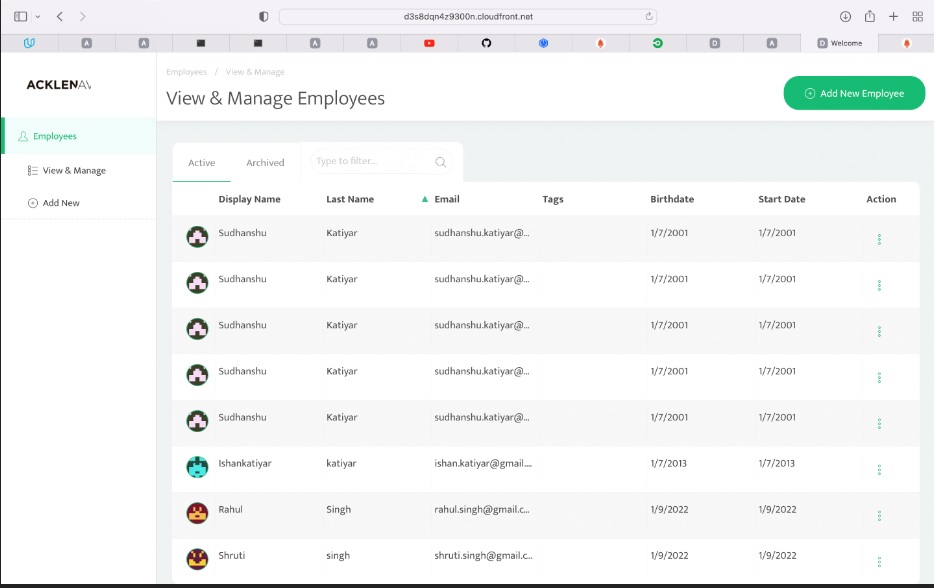 d3s8dqn4z9300n.cloudfront.net
A A A A D A D Welcome
ACKLENAV
Employees / View & Manage
View & Manage Employees
Add New Employee
Employees
View & Manage
Add New
Active Archived Type to filter...
Display Name Last Name Email Tags Birthdate Start Date Action
Sudhanshu Katiyar sudhanshu.katiyar@... 1/7/2001 1/7/2001
Sudhanshu Katiyar sudhanshu.katiyar@... 1/7/2001 1/7/2001
Sudhanshu Katiyar sudhanshu.katiyar@... 1/7/2001 1/7/2001
Sudhanshu Katiyar sudhanshu.katiyar@... 1/7/2001 1/7/2001
Sudhanshu Katiyar sudhanshu.katiyar@... 1/7/2001 1/7/2001
Ishankatiyar katiyar ishan.katiyar@gmail.... 1/7/2013 1/7/2013
Rahul Singh rahul.singh@gmail.c... 1/9/2022 1/9/2022
Shruti singh shruti.singh@gmail.c... 1/9/2022 1/9/2022